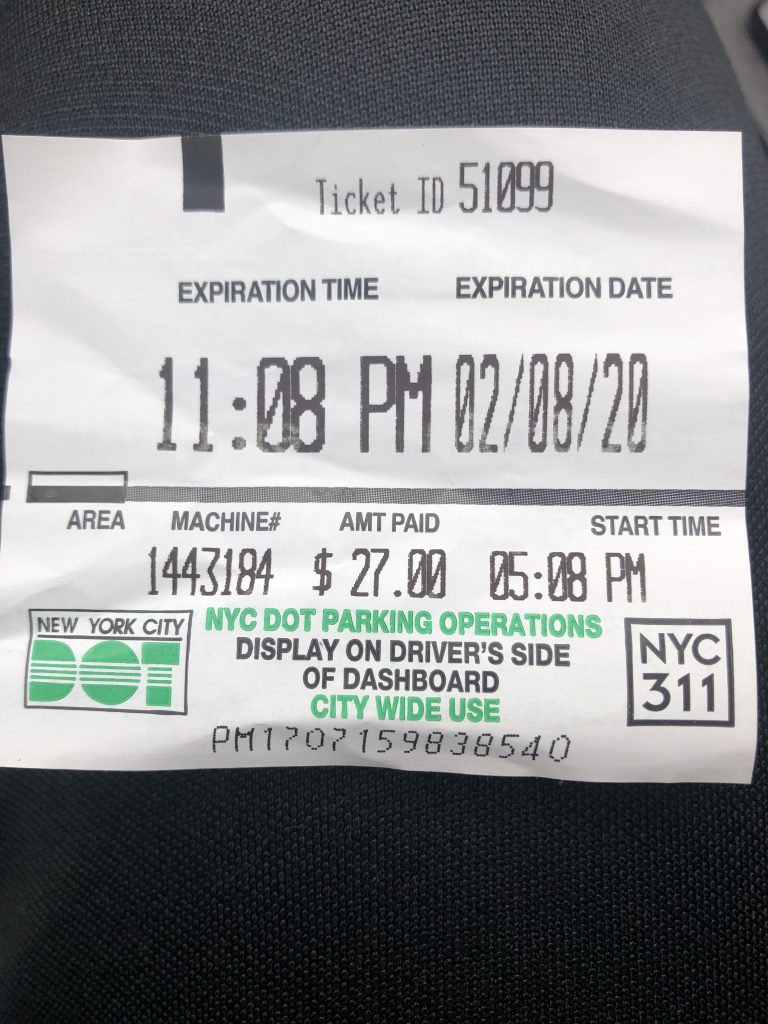 Ticket ID 51099
EXPIRATION TIME EXPIRATION DATE
11:08 PM 02/08/20
AREA MACHINE# AMT PAID START TIME
1443184 $ 27.00 05:08 PM
NEW YORK CITY
DOT
NYC DOT PARKING OPERATIONS
DISPLAY ON DRIVER'S SIDE
OF DASHBOARD
CITY WIDE USE
NYC
311
PM1707159838540